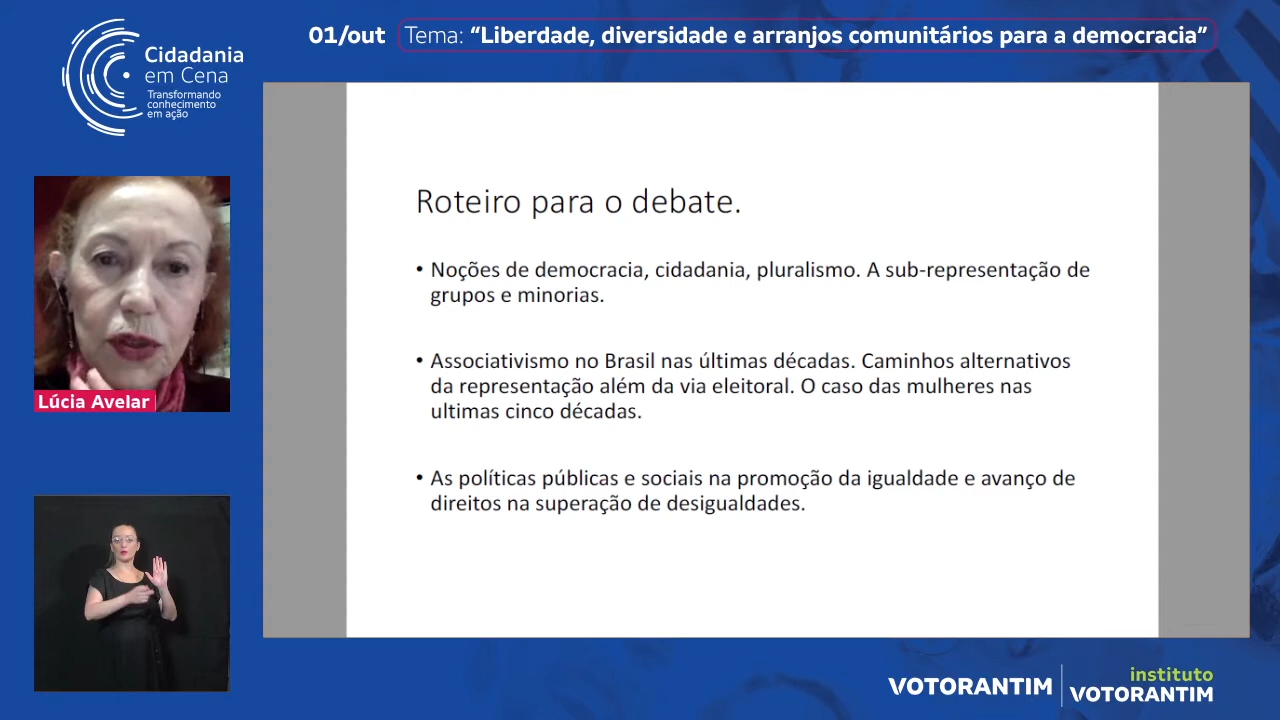 Cidadania
em Cena
Transformando
conhecimento
em ação
01/out Tema: “Liberdade, diversidade e arranjos comunitários para a democracia”
Roteiro para o debate.
• Noções de democracia, cidadania, pluralismo. A sub-representação de
grupos e minorias.
• Associativismo no Brasil nas últimas décadas. Caminhos alternativos
da representação além da via eleitoral. O caso das mulheres nas
ultimas cinco décadas.
• As políticas públicas e sociais na promoção da igualdade e avanço de
direitos na superação de desigualdades.
Lúcia Avelar
VOTORANTIM
instituto
VOTORANTIM